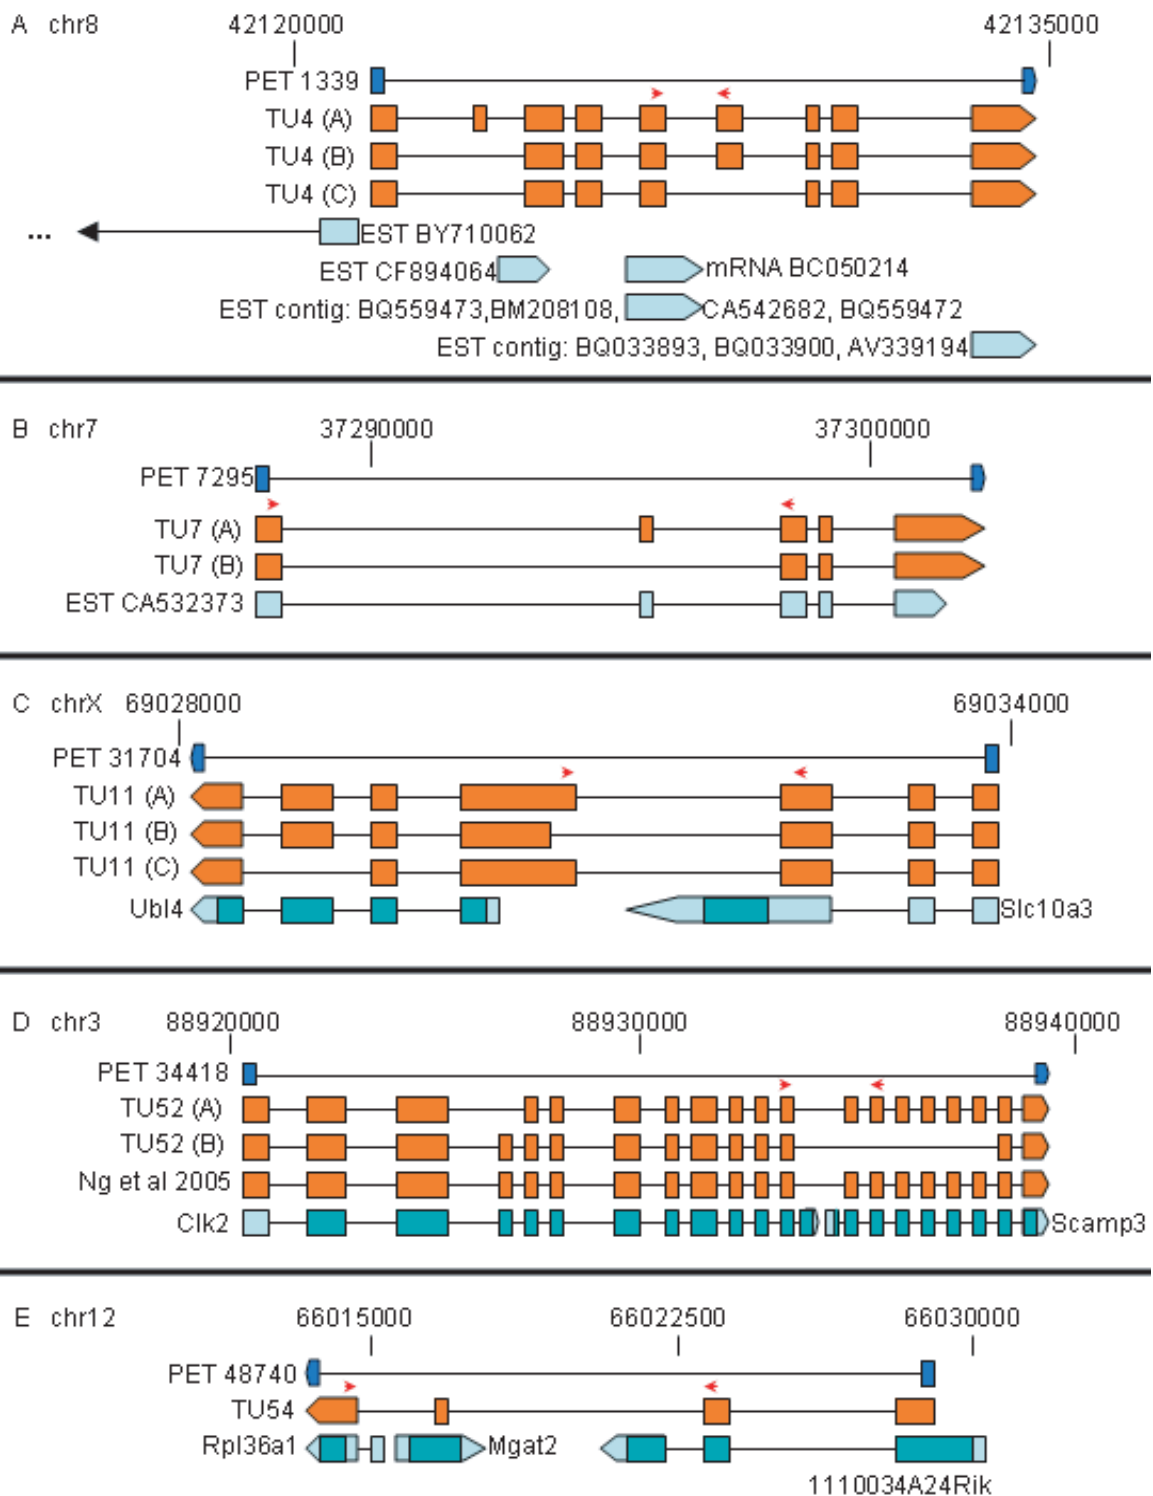 A chr8 42120000 42135000
PET 1339
TU4 (A)
TU4 (B)
TU4 (C)
... EST BY710062
EST CF894064 mRNA BC050214
EST contig: BQ559473,BM208108, CA542682, BQ559472
EST contig: BQ033893, BQ033900, AV339194
B chr7 37290000 37300000
PET 7295
TU7 (A)
TU7 (B)
EST CA532373
C chrX 69028000 69034000
PET 31704
TU11 (A)
TU11 (B)
TU11 (C)
Ubl4 Slc10a3
D chr3 88920000 88930000 88940000
PET 34418
TU52 (A)
TU52 (B)
Ng et al 2005
Clk2 Scamp3
E chr12 66015000 66022500 66030000
PET 48740
TU54
Rpl36a1 Mgat2
1110034A24Rik